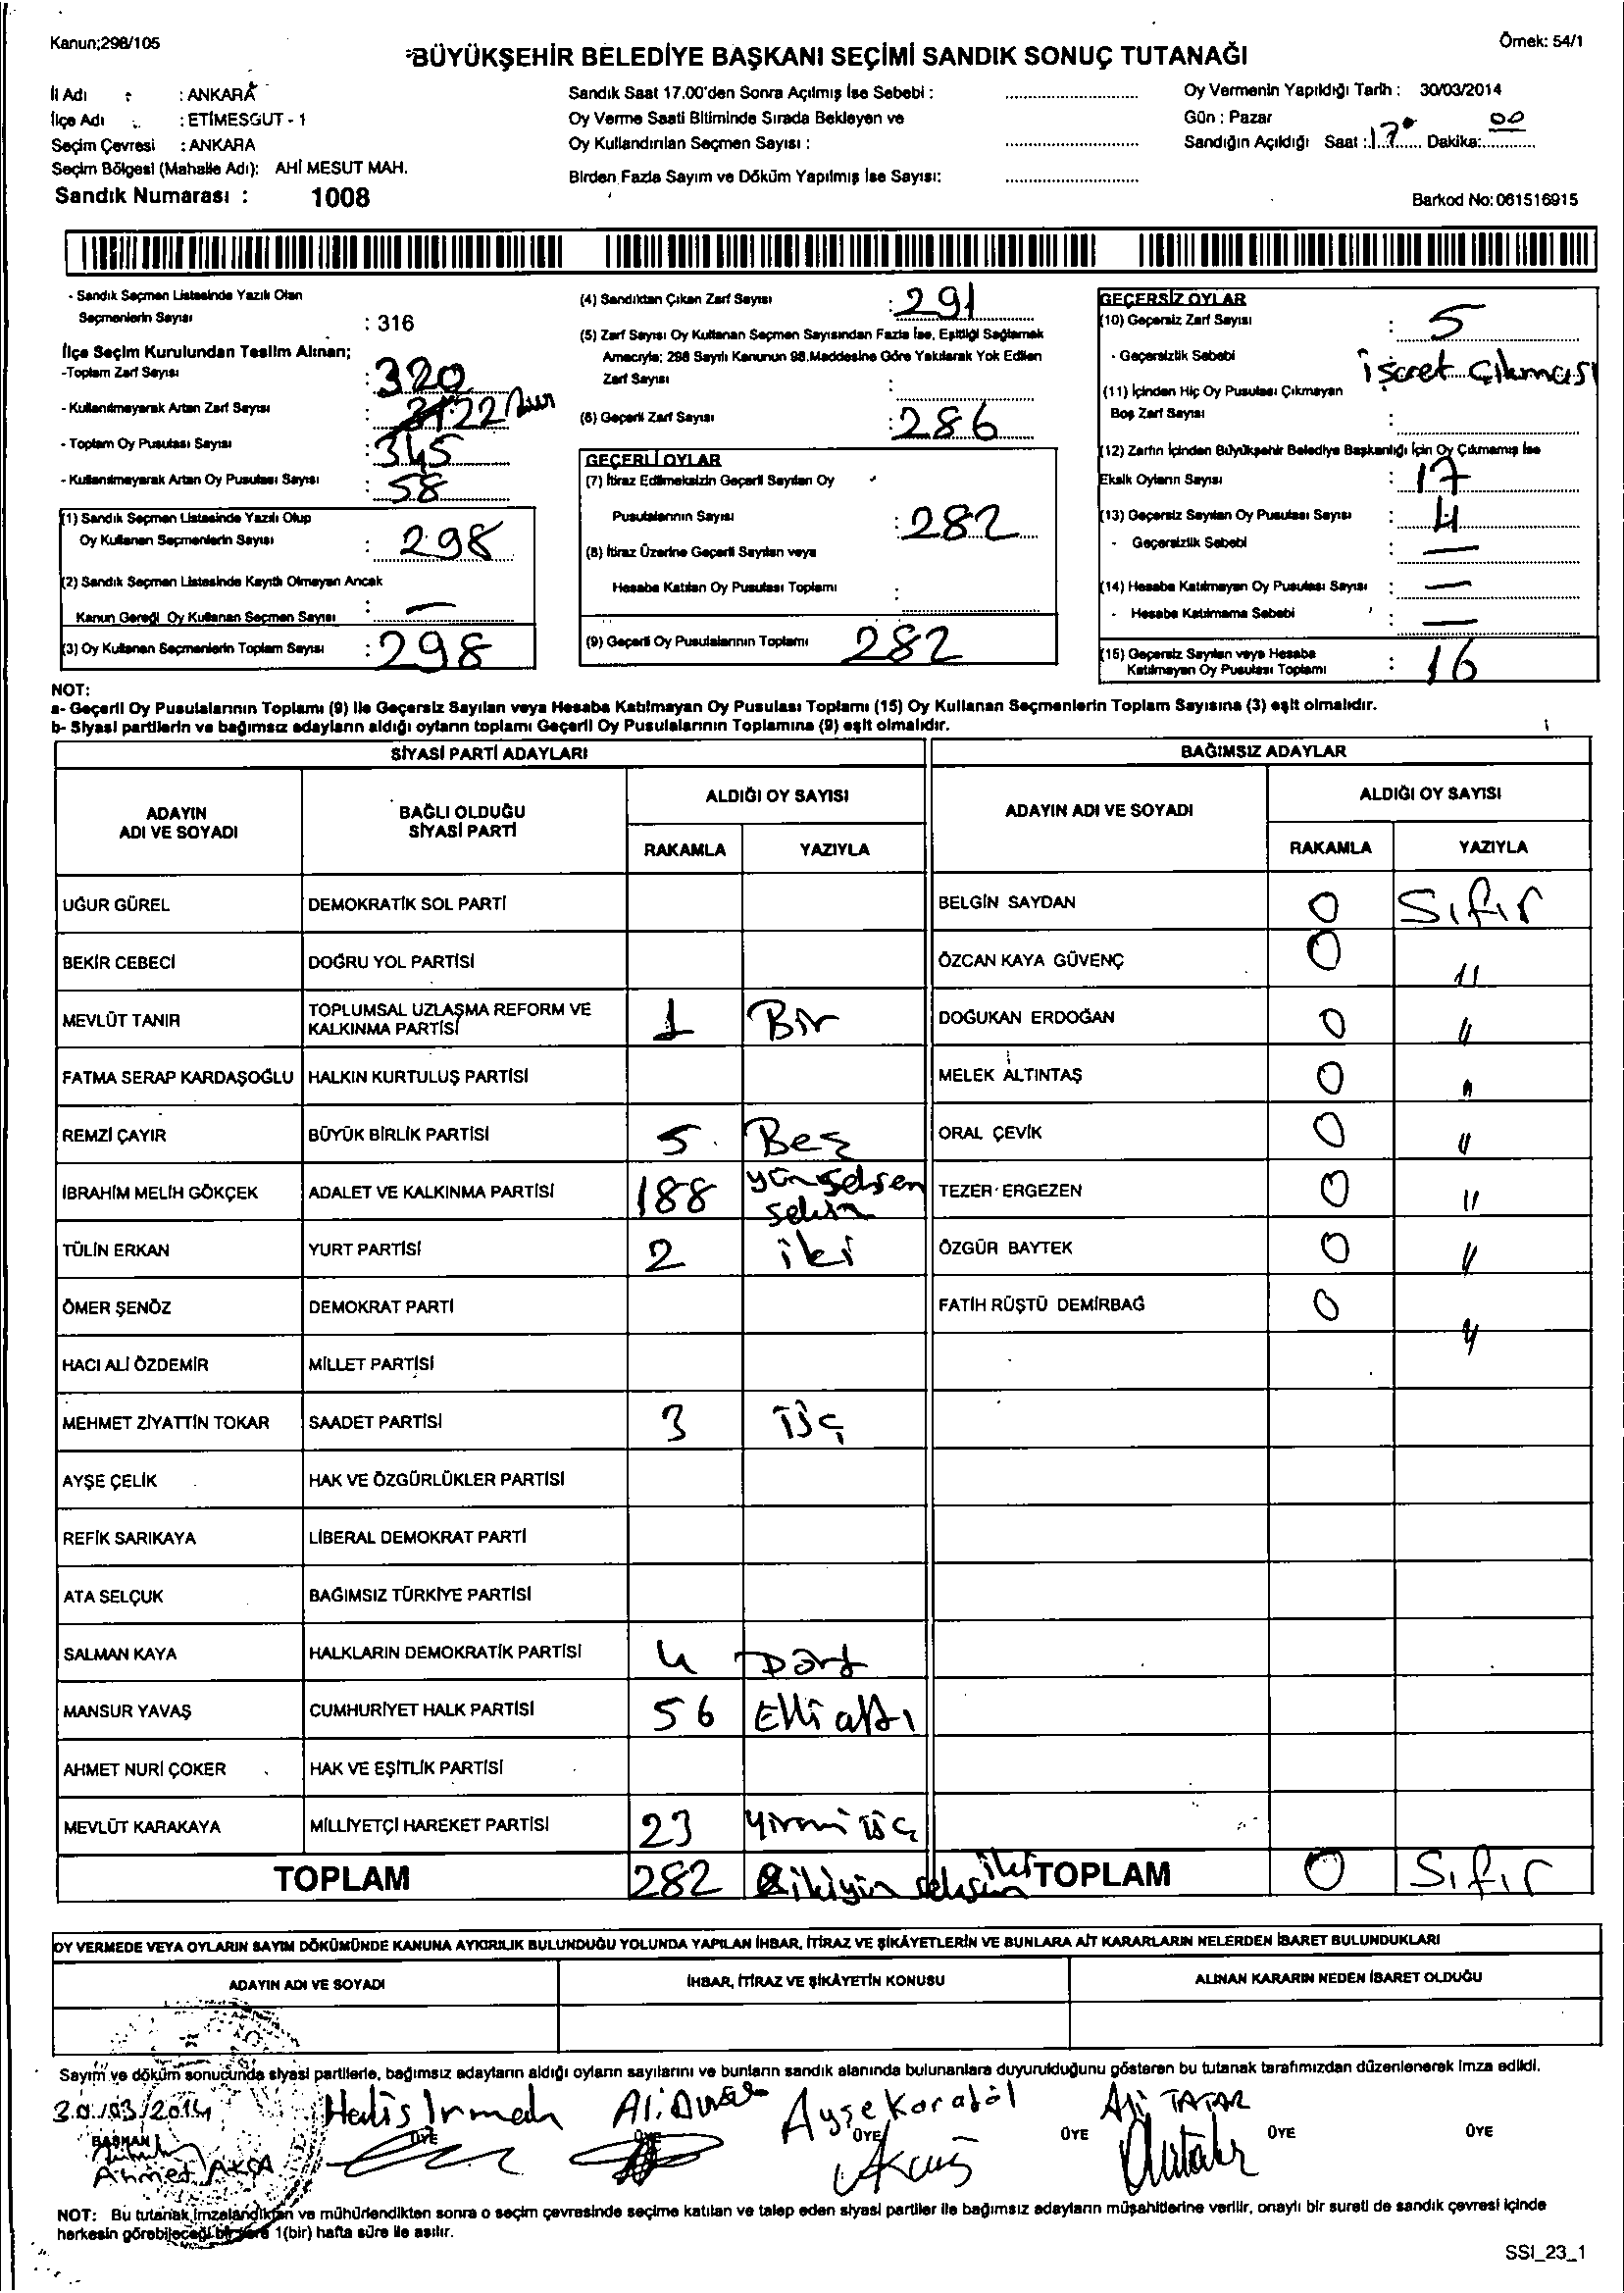 Kanun;298/105
Örnek: 54/1
BÜYÜKŞEHİR BELEDİYE BAŞKANI SEÇİMİ SANDIK SONUÇ TUTANAĞI
İl Adı : : ANKARA
İlçe Adı : ETİMESGUT - 1
Seçim Çevresi : ANKARA
Seçim Bölgesi (Mahalle Adı): AHİ MESUT MAH.
Sandık Numarası : 1008
Sandık Saat 17.00'den Sonra Açılmış İse Sebebi :
Oy Verme Saati Bitiminde Sırada Bekleyen ve
Oy Kullandırılan Seçmen Sayısı :
Birden Fazla Sayım ve Döküm Yapılmış İse Sayısı:
Oy Vermenin Yapıldığı Tarih : 30/03/2014
Gün : Pazar
Sandığın Açıldığı Saat : 17 Dakika: 00
Barkod No: 061516915
- Sandık Seçmen Listesinde Yazılı Olan
Seçmenlerin Sayısı : 316
İlçe Seçim Kurulundan Teslim Alınan;
-Toplam Zarf Sayısı : 320
- Kullanılmayarak Artan Zarf Sayısı : 22
- Toplam Oy Pusulası Sayısı : 345
- Kullanılmayarak Artan Oy Pusulası Sayısı : 58
(1) Sandık Seçmen Listesinde Yazılı Olup
Oy Kullanan Seçmenlerin Sayısı : 298
(2) Sandık Seçmen Listesinde Kayıtlı Olmayan Ancak
Kanun Gereği Oy Kullanan Seçmen Sayısı : —
(3) Oy Kullanan Seçmenlerin Toplam Sayısı : 298
(4) Sandıktan Çıkan Zarf Sayısı : 291
(5) Zarf Sayısı Oy Kullanan Seçmen Sayısından Fazla İse, Eşitliği Sağlamak
Amacıyla; 298 Sayılı Kanunun 98.Maddesine Göre Yakılarak Yok Edilen
Zarf Sayısı :
(6) Geçerli Zarf Sayısı : 286
GEÇERLİ OYLAR
(7) İtiraz Edilmeksizin Geçerli Sayılan Oy
Pusulalarının Sayısı : 282
(8) İtiraz Üzerine Geçerli Sayılan veya
Hesaba Katılan Oy Pusulası Toplamı :
(9) Geçerli Oy Pusulalarının Toplamı 282
GEÇERSİZ OYLAR
(10) Geçersiz Zarf Sayısı : 5
- Geçersizlik Sebebi işaret Çıkması
(11) İçinden Hiç Oy Pusulası Çıkmayan
Boş Zarf Sayısı :
(12) Zarfın İçinden Büyükşehir Belediye Başkanlığı İçin Oy Çıkmamış İse
Eksik Oyların Sayısı : 17
(13) Geçersiz Sayılan Oy Pusulası Sayısı : 4
- Geçersizlik Sebebi : —
(14) Hesaba Katılmayan Oy Pusulası Sayısı : —
- Hesaba Katılmama Sebebi : —
(15) Geçersiz Sayılan veya Hesaba
Katılmayan Oy Pusulası Toplamı : 16
NOT:
a- Geçerli Oy Pusulalarının Toplamı (9) ile Geçersiz Sayılan veya Hesaba Katılmayan Oy Pusulası Toplamı (15) Oy Kullanan Seçmenlerin Toplam Sayısına (3) eşit olmalıdır.
b- Siyasi partilerin ve bağımsız adayların aldığı oyların toplamı Geçerli Oy Pusulalarının Toplamına (9) eşit olmalıdır.
SİYASİ PARTİ ADAYLARI
ADAYIN ADI VE SOYADI
BAĞLI OLDUĞU SİYASİ PARTİ
ALDIĞI OY SAYISI
RAKAMLA YAZIYLA
UĞUR GÜREL DEMOKRATİK SOL PARTİ
BEKİR CEBECİ DOĞRU YOL PARTİSİ
MEVLÜT TANIR TOPLUMSAL UZLAŞMA REFORM VE KALKINMA PARTİSİ 1 Bir
FATMA SERAP KARDAŞOĞLU HALKIN KURTULUŞ PARTİSİ
REMZİ ÇAYIR BÜYÜK BİRLİK PARTİSİ 5 Beş
İBRAHİM MELİH GÖKÇEK ADALET VE KALKINMA PARTİSİ 188 yüz seksen sekiz
TÜLİN ERKAN YURT PARTİSİ 2 iki
ÖMER ŞENÖZ DEMOKRAT PARTİ
HACI ALİ ÖZDEMİR MİLLET PARTİSİ
MEHMET ZİYATTİN TOKAR SAADET PARTİSİ 3 üç
AYŞE ÇELİK HAK VE ÖZGÜRLÜKLER PARTİSİ
REFİK SARIKAYA LİBERAL DEMOKRAT PARTİ
ATA SELÇUK BAĞIMSIZ TÜRKİYE PARTİSİ
SALMAN KAYA HALKLARIN DEMOKRATİK PARTİSİ 4 Dört
MANSUR YAVAŞ CUMHURİYET HALK PARTİSİ 56 Elli altı
AHMET NURİ ÇOKER HAK VE EŞİTLİK PARTİSİ
MEVLÜT KARAKAYA MİLLİYETÇİ HAREKET PARTİSİ 23 Yirmi üç
TOPLAM 282 ikiyüz seksen iki
BAĞIMSIZ ADAYLAR
ADAYIN ADI VE SOYADI
ALDIĞI OY SAYISI
RAKAMLA YAZIYLA
BELGİN SAYDAN 0 Sıfır
ÖZCAN KAYA GÜVENÇ 0 "
DOĞUKAN ERDOĞAN 0 "
MELEK ALTINTAŞ 0 "
ORAL ÇEVİK 0 "
TEZER ERGEZEN 0 "
ÖZGÜR BAYTEK 0 "
FATİH RÜŞTÜ DEMİRBAĞ 0 "
TOPLAM 0 Sıfır
OY VERMEDE VEYA OYLARIN SAYIM DÖKÜMÜNDE KANUNA AYKIRILIK BULUNDUĞU YOLUNDA YAPILAN İHBAR, İTİRAZ VE ŞİKÂYETLERİN VE BUNLARA AİT KARARLARIN NELERDEN İBARET BULUNDUKLARI
ADAYIN ADI VE SOYADI İHBAR, İTİRAZ VE ŞİKÂYETİN KONUSU ALINAN KARARIN NEDEN İBARET OLDUĞU
Sayım ve döküm sonucunda siyasi partilerle, bağımsız adayların aldığı oyların sayılarını ve bunların sandık alanında bulunanlara duyurulduğunu gösteren bu tutanak tarafımızdan düzenlenerek imza edildi.
30/03/2014 Halis Irmak Ali Ayşe Karagöl Ali TATAR
BAŞKAN ÜYE ÜYE ÜYE ÜYE ÜYE ÜYE
Ahmet AKÇA
NOT: Bu tutanak imzalandıktan ve mühürlendikten sonra o seçim çevresinde seçime katılan ve talep eden siyasi partiler ile bağımsız adayların müşahitlerine verilir, onaylı bir sureti de sandık çevresi içinde
herkesin görebileceği bir yere 1(bir) hafta süre ile asılır.
SSI_23_1